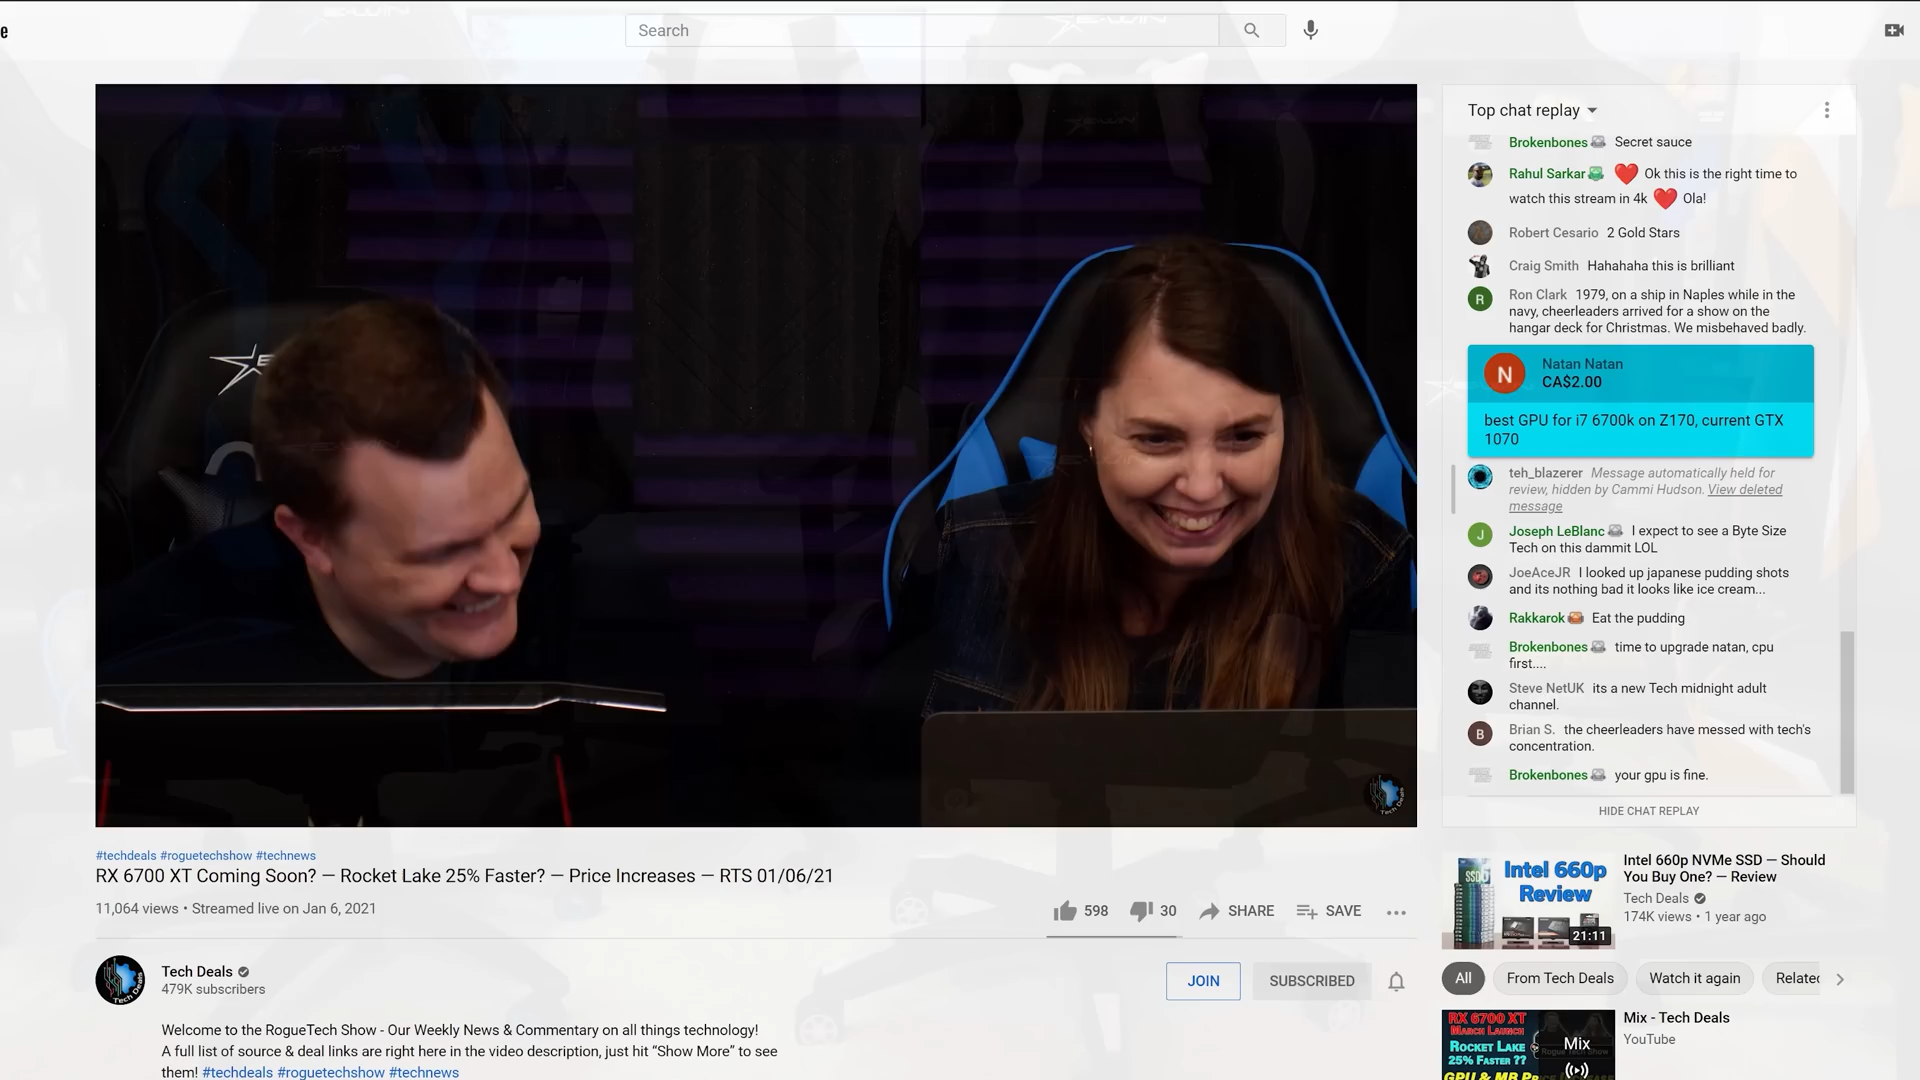 e
Search
Top chat replay
Brokenbones Secret sauce
Rahul Sarkar ❤️ Ok this is the right time to
watch this stream in 4k ❤️ Ola!
Robert Cesario 2 Gold Stars
Craig Smith Hahahaha this is brilliant
R
Ron Clark 1979, on a ship in Naples while in the
navy, cheerleaders arrived for a show on the
hangar deck for Christmas. We misbehaved badly.
N
Natan Natan
CA$2.00
best GPU for i7 6700k on Z170, current GTX
1070
teh_blazerer Message automatically held for
review, hidden by Cammi Hudson. View deleted
message
J
Joseph LeBlanc I expect to see a Byte Size
Tech on this dammit LOL
JoeAceJR I looked up japanese pudding shots
and its nothing bad it looks like ice cream...
Rakkarok Eat the pudding
Brokenbones time to upgrade natan, cpu
first....
Steve NetUK its a new Tech midnight adult
channel.
B
Brian S. the cheerleaders have messed with tech's
concentration.
Brokenbones your gpu is fine.
HIDE CHAT REPLAY
Tech Deals
#techdeals #roguetechshow #technews
RX 6700 XT Coming Soon? — Rocket Lake 25% Faster? — Price Increases — RTS 01/06/21
11,064 views • Streamed live on Jan 6, 2021
598 30 SHARE SAVE
Tech Deals
Tech Deals
479K subscribers
JOIN SUBSCRIBED
Welcome to the RogueTech Show - Our Weekly News & Commentary on all things technology!
A full list of source & deal links are right here in the video description, just hit “Show More” to see
them! #techdeals #roguetechshow #technews
Intel 660p
Review
21:11
Intel 660p NVMe SSD — Should
You Buy One? — Review
Tech Deals
174K views • 1 year ago
All From Tech Deals Watch it again Related
RX 6700 XT
March Launch
Rocket Lake
25% Faster ??
Mix
Rogue Tech Show
Mix - Tech Deals
YouTube